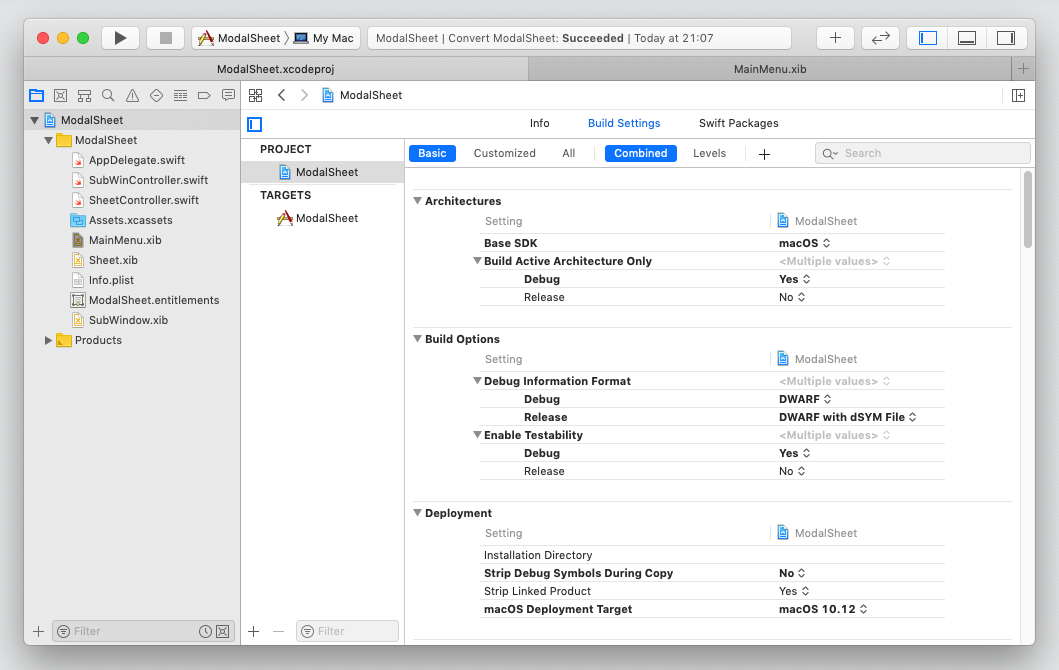 ModalSheet My Mac ModalSheet | Convert ModalSheet: Succeeded | Today at 21:07
ModalSheet.xcodeproj MainMenu.xib
ModalSheet
ModalSheet
ModalSheet
AppDelegate.swift
SubWinController.swift
SheetController.swift
Assets.xcassets
MainMenu.xib
Sheet.xib
Info.plist
ModalSheet.entitlements
SubWindow.xib
Products
Filter
Info Build Settings Swift Packages
PROJECT
ModalSheet
TARGETS
ModalSheet
Filter
Basic Customized All Combined Levels Search
Architectures
Setting ModalSheet
Base SDK macOS
Build Active Architecture Only <Multiple values>
Debug Yes
Release No
Build Options
Setting ModalSheet
Debug Information Format <Multiple values>
Debug DWARF
Release DWARF with dSYM File
Enable Testability <Multiple values>
Debug Yes
Release No
Deployment
Setting ModalSheet
Installation Directory
Strip Debug Symbols During Copy No
Strip Linked Product Yes
macOS Deployment Target macOS 10.12